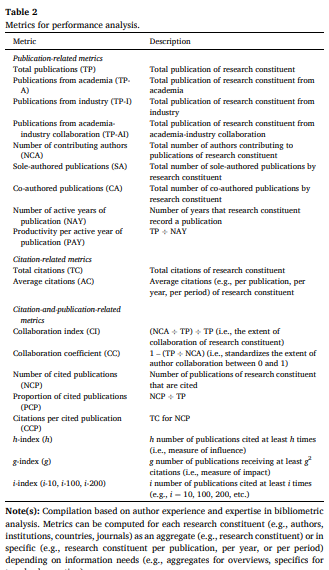 Table 2
Metrics for performance analysis.
Metric Description
Publication-related metrics
Total publications (TP) Total publication of research constituent
Publications from academia (TP- Total publication of research constituent from
A) academia
Publications from industry (TP-I) Total publication of research constituent from
industry
Publications from academia- Total publication of research constituent from
industry collaboration (TP-AI) academia-industry collaboration
Number of contributing authors Total number of authors contributing to
(NCA) publications of research constituent
Sole-authored publications (SA) Total number of sole-authored publications by
research constituent
Co-authored publications (CA) Total number of co-authored publications by
research constituent
Number of active years of Number of years that research constituent
publication (NAY) record a publication
Productivity per active year of TP ÷ NAY
publication (PAY)
Citation-related metrics
Total citations (TC) Total citations of research constituent
Average citations (AC) Average citations (e.g., per publication, per
year, per period) of research constituent
Citation-and-publication-related
metrics
Collaboration index (CI) (NCA ÷ TP) ÷ TP (i.e., the extent of
collaboration of research constituent)
Collaboration coefficient (CC) 1 – (TP ÷ NCA) (i.e., standardizes the extent of
author collaboration between 0 and 1)
Number of cited publications Number of publications of research constituent
(NCP) that are cited
Proportion of cited publications NCP ÷ TP
(PCP)
Citations per cited publication TC for NCP
(CCP)
h-index (h) h number of publications cited at least h times
(i.e., measure of influence)
g-index (g) g number of publications receiving at least g²
citations (i.e., measure of impact)
i-index (i-10, i-100, i-200) i number of publications cited at least i times
(e.g., i = 10, 100, 200, etc.)
Note(s): Compilation based on author experience and expertise in bibliometric
analysis. Metrics can be computed for each research constituent (e.g., authors,
institutions, countries, journals) as an aggregate (e.g., research constituent) or in
specific (e.g., research constituent per publication, per year, or per period)
depending on information needs (e.g., aggregates for overviews, specifics for